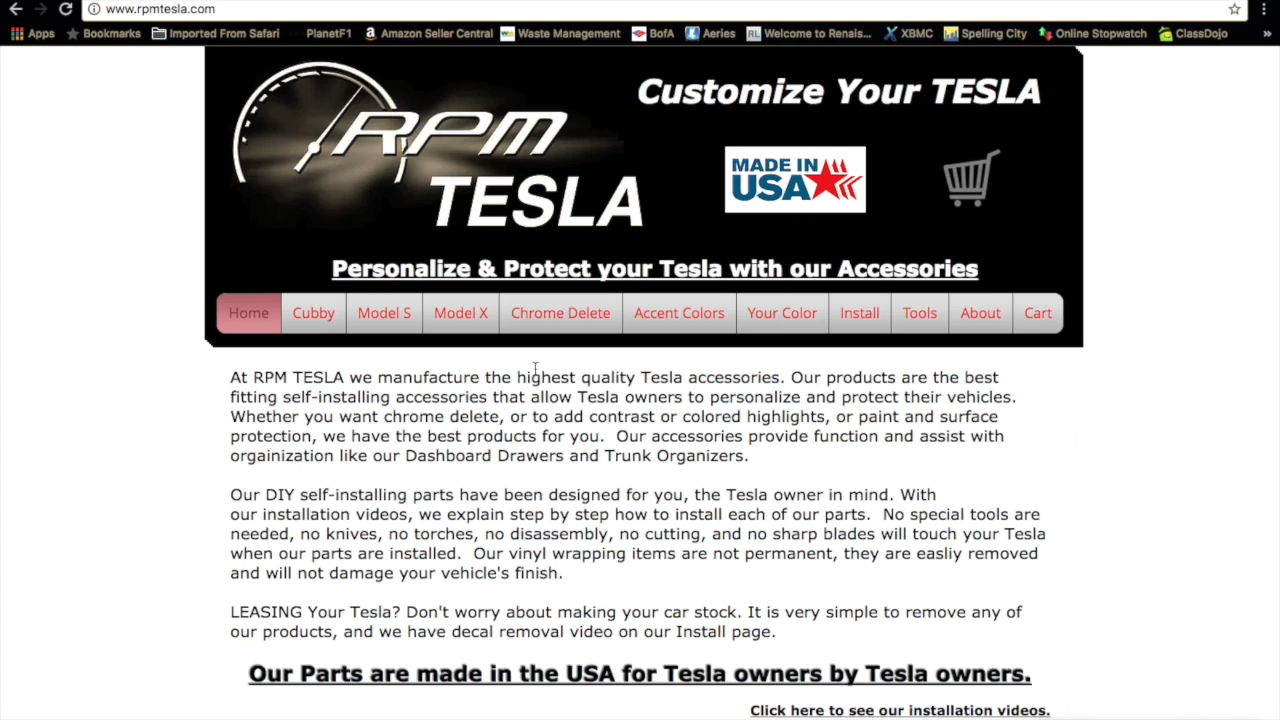 www.rpmtesla.com
Apps Bookmarks Imported From Safari PlanetF1 Amazon Seller Central Waste Management BofA Aeries RL Welcome to Renais... XBMC Spelling City Online Stopwatch ClassDojo »
Customize Your TESLA
RPM
TESLA
MADE IN
USA
Personalize & Protect your Tesla with our Accessories
Home Cubby Model S Model X Chrome Delete Accent Colors Your Color Install Tools About Cart
At RPM TESLA we manufacture the highest quality Tesla accessories. Our products are the best
fitting self-installing accessories that allow Tesla owners to personalize and protect their vehicles.
Whether you want chrome delete, or to add contrast or colored highlights, or paint and surface
protection, we have the best products for you. Our accessories provide function and assist with
orgainization like our Dashboard Drawers and Trunk Organizers.
Our DIY self-installing parts have been designed for you, the Tesla owner in mind. With
our installation videos, we explain step by step how to install each of our parts. No special tools are
needed, no knives, no torches, no disassembly, no cutting, and no sharp blades will touch your Tesla
when our parts are installed. Our vinyl wrapping items are not permanent, they are easliy removed
and will not damage your vehicle's finish.
LEASING Your Tesla? Don't worry about making your car stock. It is very simple to remove any of
our products, and we have decal removal video on our Install page.
Our Parts are made in the USA for Tesla owners by Tesla owners.
Click here to see our installation videos.